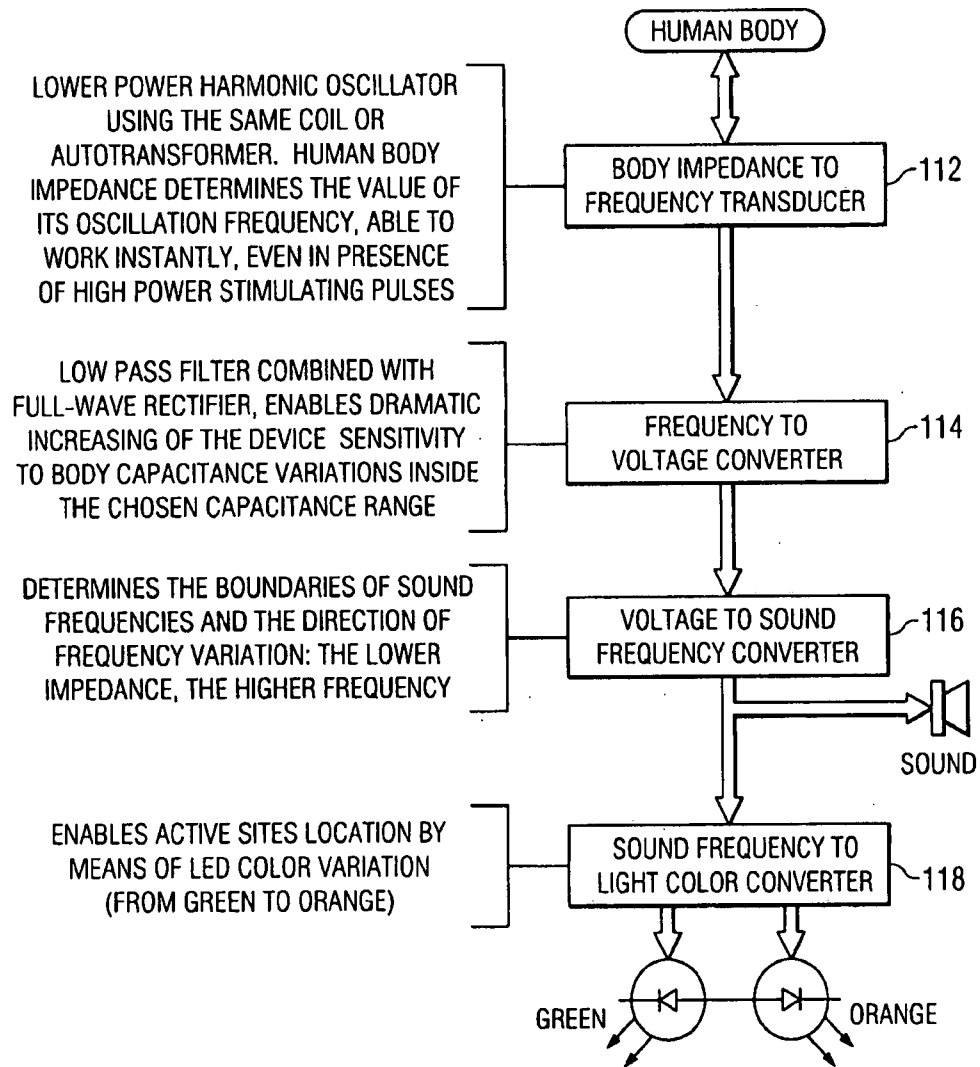 HUMAN BODY
LOWER POWER HARMONIC OSCILLATOR
USING THE SAME COIL OR
AUTOTRANSFORMER. HUMAN BODY
IMPEDANCE DETERMINES THE VALUE OF
ITS OSCILLATION FREQUENCY, ABLE TO
WORK INSTANTLY, EVEN IN PRESENCE
OF HIGH POWER STIMULATING PULSES
BODY IMPEDANCE TO
FREQUENCY TRANSDUCER
112
LOW PASS FILTER COMBINED WITH
FULL-WAVE RECTIFIER, ENABLES DRAMATIC
INCREASING OF THE DEVICE SENSITIVITY
TO BODY CAPACITANCE VARIATIONS INSIDE
THE CHOSEN CAPACITANCE RANGE
FREQUENCY TO
VOLTAGE CONVERTER
114
DETERMINES THE BOUNDARIES OF SOUND
FREQUENCIES AND THE DIRECTION OF
FREQUENCY VARIATION: THE LOWER
IMPEDANCE, THE HIGHER FREQUENCY
VOLTAGE TO SOUND
FREQUENCY CONVERTER
116
SOUND
ENABLES ACTIVE SITES LOCATION BY
MEANS OF LED COLOR VARIATION
(FROM GREEN TO ORANGE)
SOUND FREQUENCY TO
LIGHT COLOR CONVERTER
118
GREEN
ORANGE